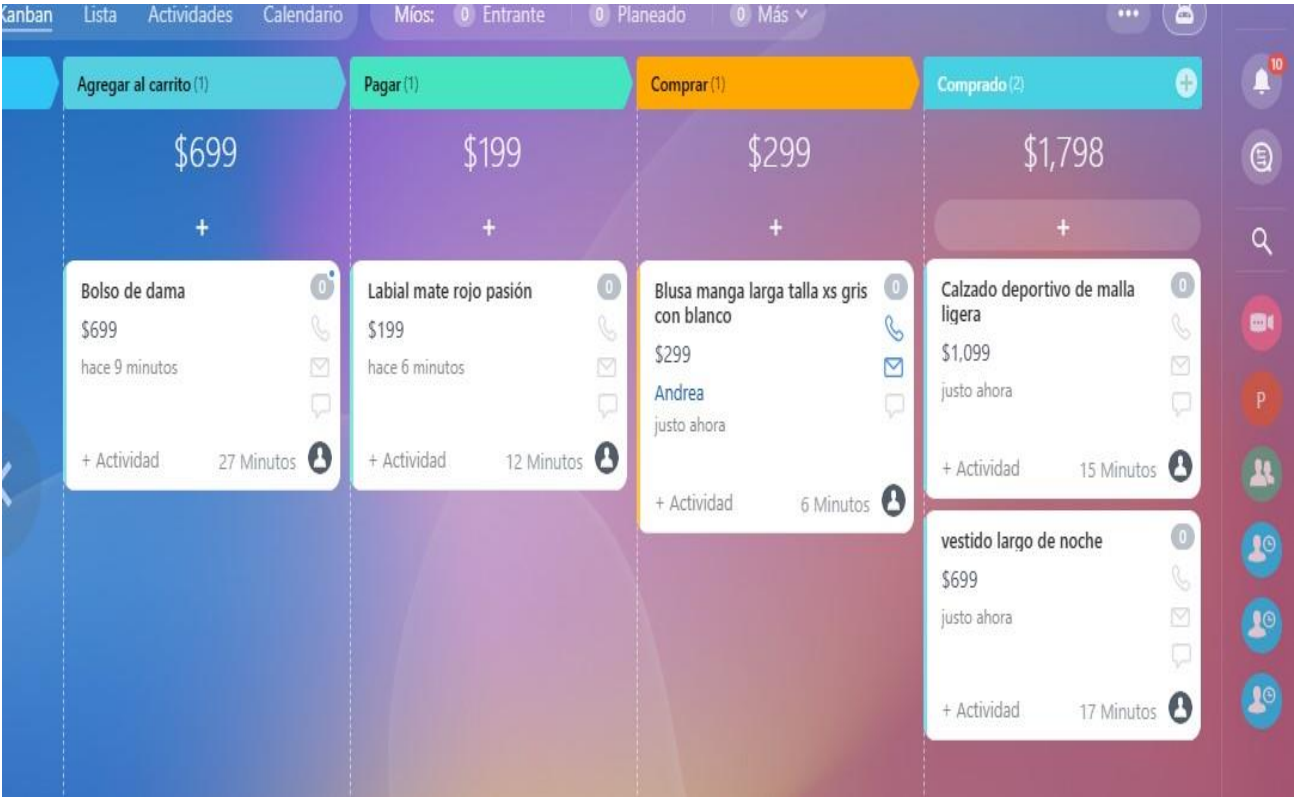 Kanban Lista Actividades Calendario Míos: 0 Entrante 0 Planeado 0 Más
10
Agregar al carrito (1)
$699
+
Bolso de dama
0
$699
hace 9 minutos
+ Actividad 27 Minutos
Pagar (1)
$199
+
Labial mate rojo pasión
0
$199
hace 6 minutos
+ Actividad 12 Minutos
Comprar (1)
$299
+
Blusa manga larga talla xs gris
con blanco
0
$299
Andrea
justo ahora
+ Actividad 6 Minutos
Comprado (2)
$1,798
+
Calzado deportivo de malla
ligera
0
$1,099
justo ahora
+ Actividad 15 Minutos
vestido largo de noche
0
$699
justo ahora
+ Actividad 17 Minutos
P